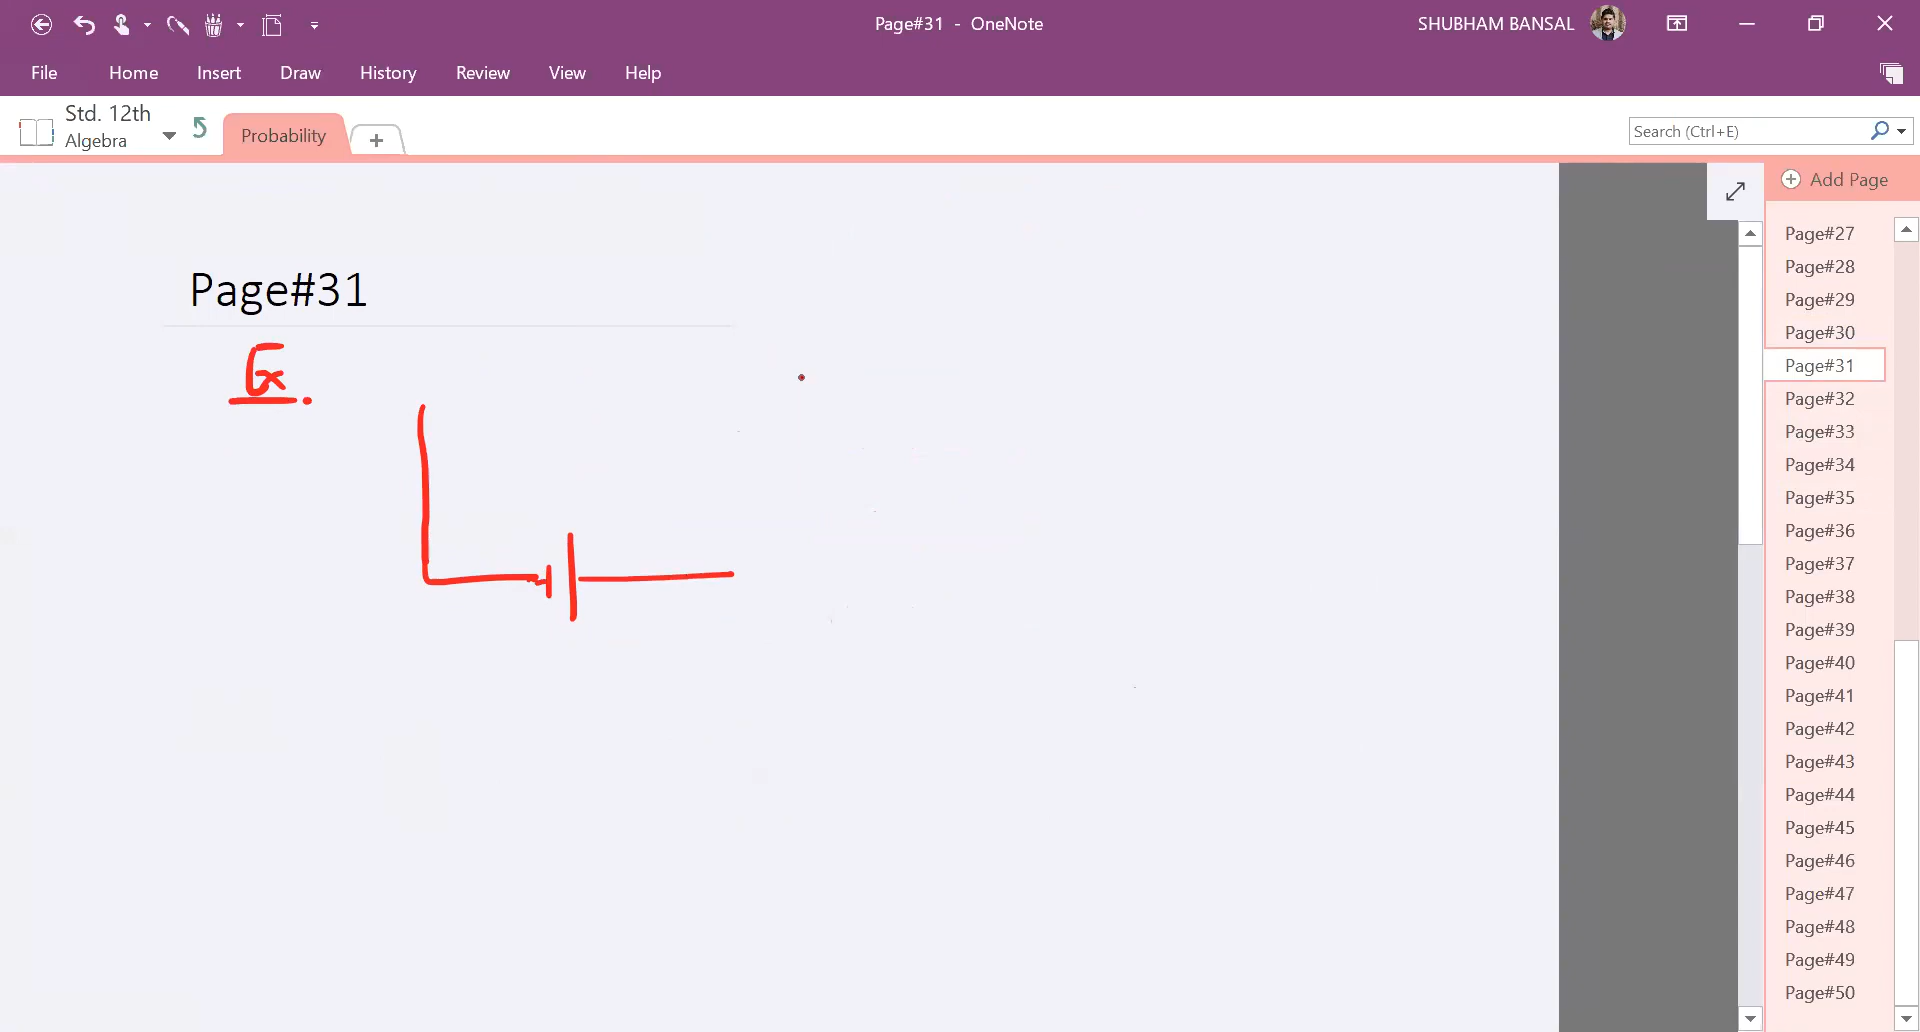 Page#31 - OneNote
SHUBHAM BANSAL
File Home Insert Draw History Review View Help
Std. 12th
Algebra
Probability
Search (Ctrl+E)
Add Page
Page#31
Ex.
Page#27
Page#28
Page#29
Page#30
Page#31
Page#32
Page#33
Page#34
Page#35
Page#36
Page#37
Page#38
Page#39
Page#40
Page#41
Page#42
Page#43
Page#44
Page#45
Page#46
Page#47
Page#48
Page#49
Page#50